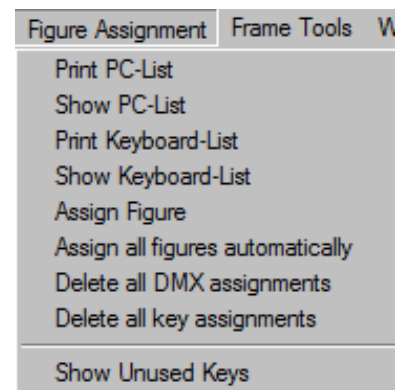 Figure Assignment Frame Tools
Print PC-List
Show PC-List
Print Keyboard-List
Show Keyboard-List
Assign Figure
Assign all figures automatically
Delete all DMX assignments
Delete all key assignments
Show Unused Keys